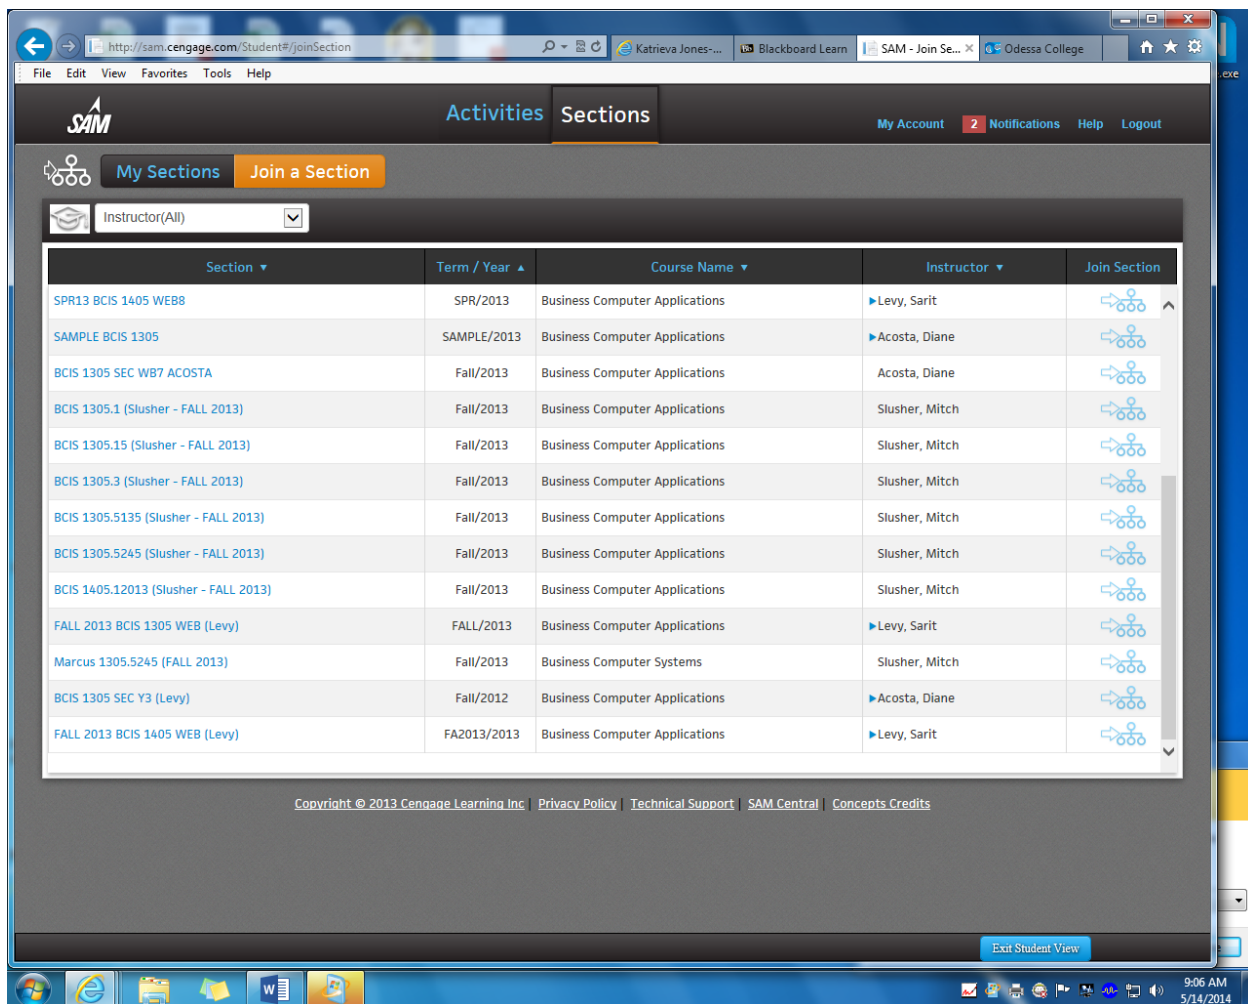 http://sam.cengage.com/Student#/joinSection
Katrieva Jones-...
Blackboard Learn
SAM - Join Se...
Odessa College
File Edit View Favorites Tools Help
.exe
SAM
Activities Sections
My Account 2 Notifications Help Logout
My Sections Join a Section
Instructor(All)
Section Term / Year Course Name Instructor Join Section
SPR13 BCIS 1405 WEB8 SPR/2013 Business Computer Applications Levy, Sarit
SAMPLE BCIS 1305 SAMPLE/2013 Business Computer Applications Acosta, Diane
BCIS 1305 SEC WB7 ACOSTA Fall/2013 Business Computer Applications Acosta, Diane
BCIS 1305.1 (Slusher - FALL 2013) Fall/2013 Business Computer Applications Slusher, Mitch
BCIS 1305.15 (Slusher - FALL 2013) Fall/2013 Business Computer Applications Slusher, Mitch
BCIS 1305.3 (Slusher - FALL 2013) Fall/2013 Business Computer Applications Slusher, Mitch
BCIS 1305.5135 (Slusher - FALL 2013) Fall/2013 Business Computer Applications Slusher, Mitch
BCIS 1305.5245 (Slusher - FALL 2013) Fall/2013 Business Computer Applications Slusher, Mitch
BCIS 1405.12013 (Slusher - FALL 2013) Fall/2013 Business Computer Applications Slusher, Mitch
FALL 2013 BCIS 1305 WEB (Levy) FALL/2013 Business Computer Applications Levy, Sarit
Marcus 1305.5245 (FALL 2013) Fall/2013 Business Computer Systems Slusher, Mitch
BCIS 1305 SEC Y3 (Levy) Fall/2012 Business Computer Applications Acosta, Diane
FALL 2013 BCIS 1405 WEB (Levy) FA2013/2013 Business Computer Applications Levy, Sarit
Copyright © 2013 Cengage Learning Inc | Privacy Policy | Technical Support | SAM Central | Concepts Credits
Exit Student View
9:06 AM
5/14/2014